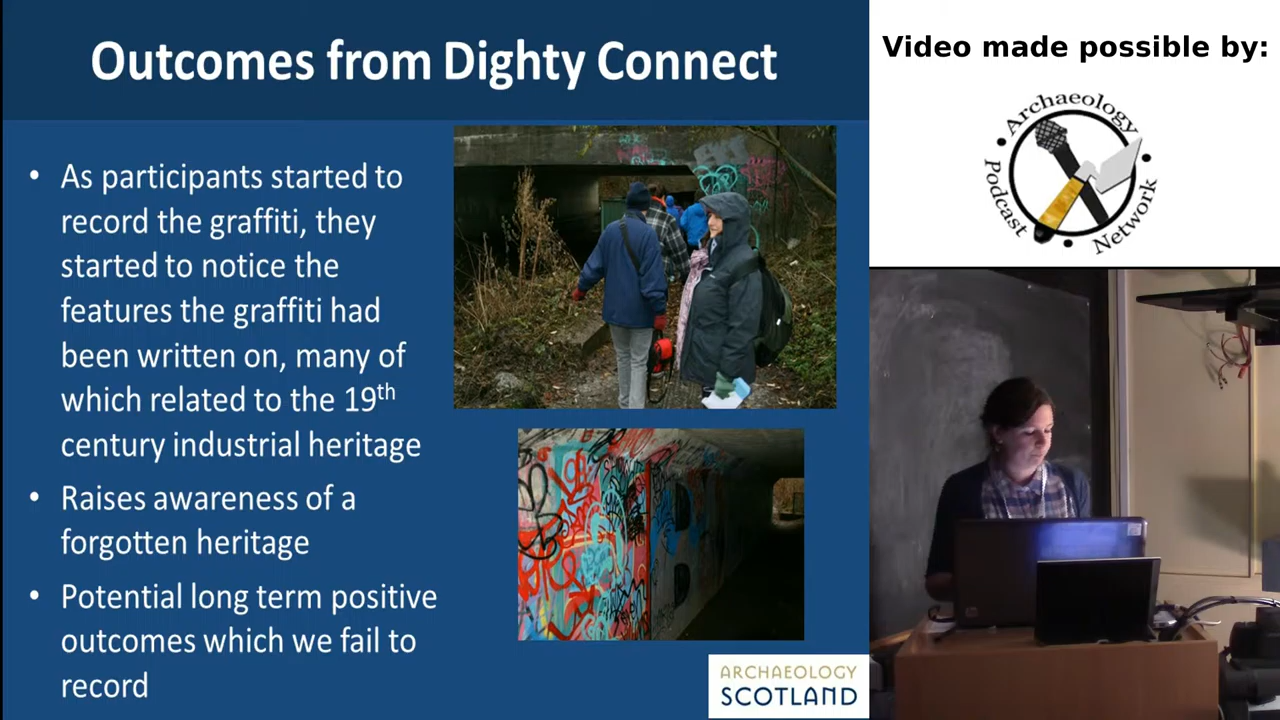 Outcomes from Dighty Connect
• As participants started to
record the graffiti, they
started to notice the
features the graffiti had
been written on, many of
which related to the 19th
century industrial heritage
• Raises awareness of a
forgotten heritage
• Potential long term positive
outcomes which we fail to
record
ARCHAEOLOGY
SCOTLAND
Video made possible by:
Archaeology
Podcast
Network